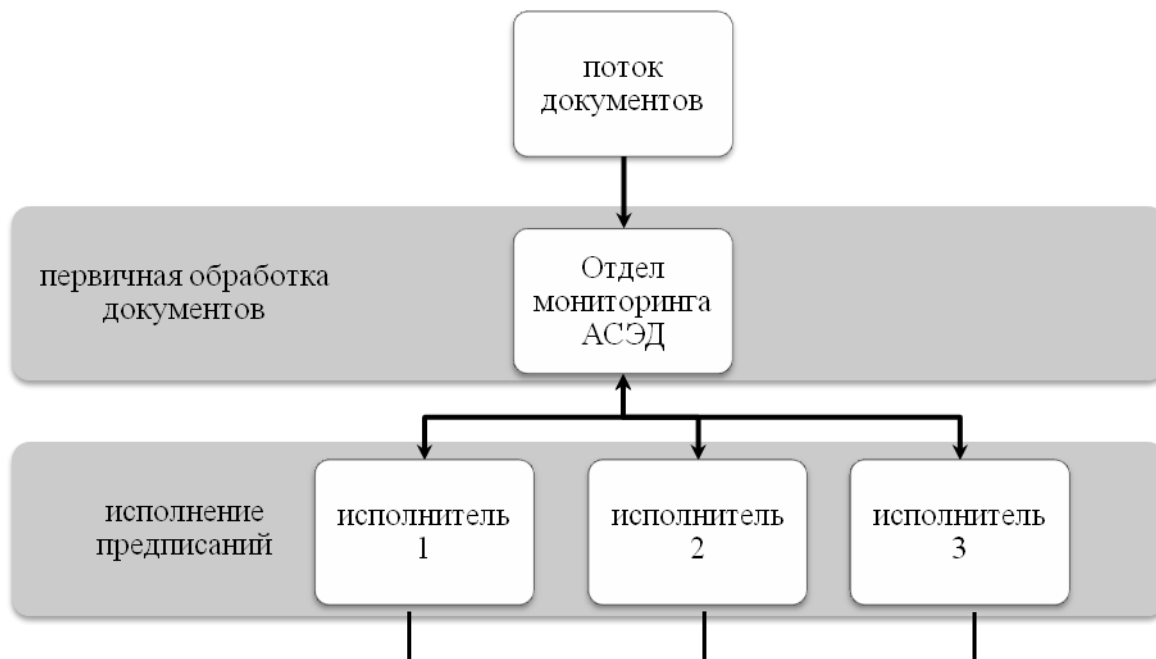 поток
документов
первичная обработка
документов
Отдел
мониторинга
АСЭД
исполнение
предписаний
исполнитель
1
исполнитель
2
исполнитель
3